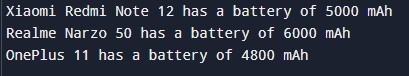 Xiaomi Redmi Note 12 has a battery of 5000 mAh
Realme Narzo 50 has a battery of 6000 mAh
OnePlus 11 has a battery of 4800 mAh